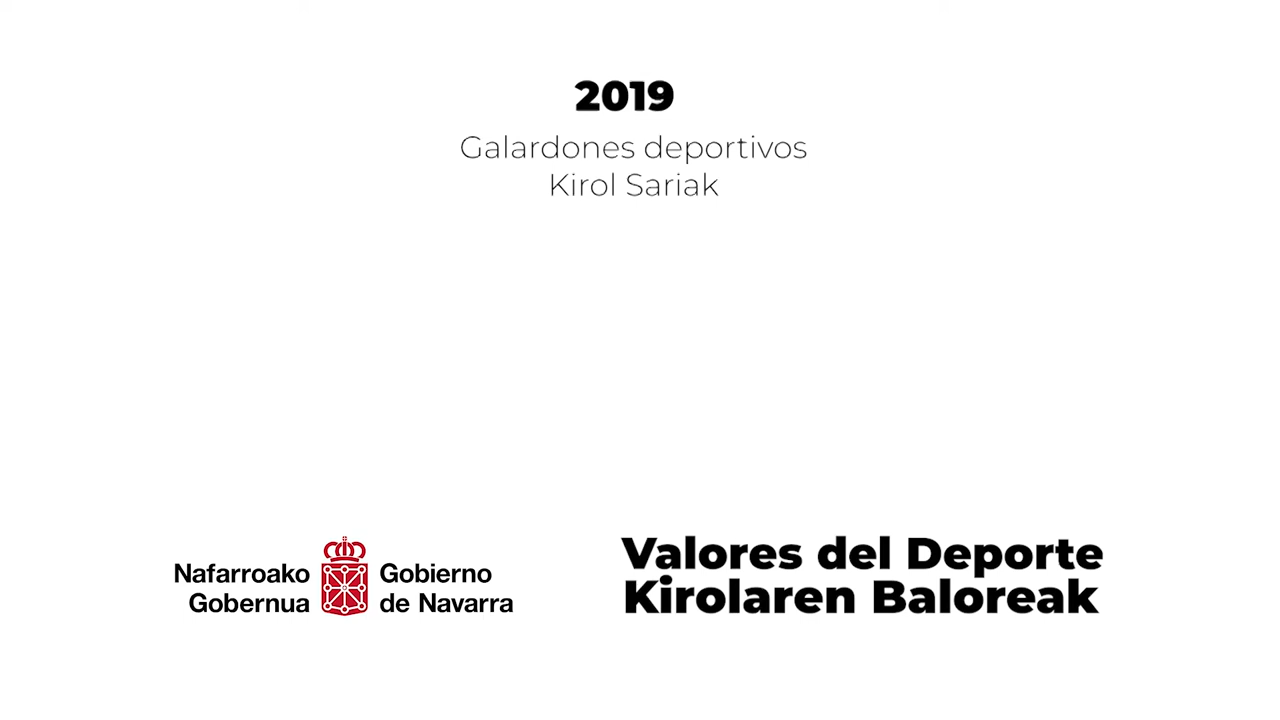 2019
Galardones deportivos
Kirol Sariak
Nafarroako
Gobernua
Gobierno
de Navarra
Valores del Deporte
Kirolaren Baloreak